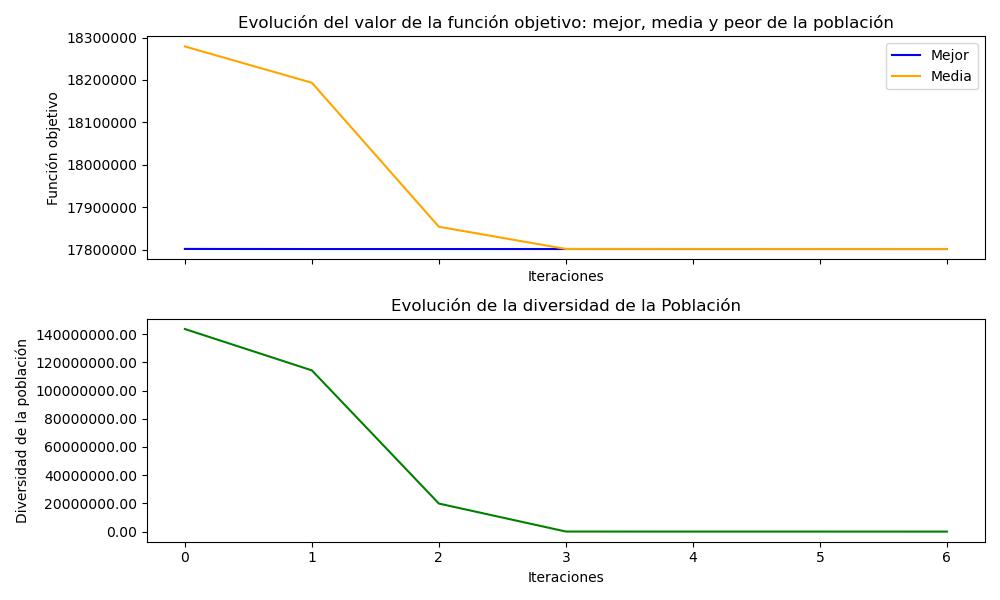 Evolución del valor de la función objetivo: mejor, media y peor de la población
Función objetivo
18300000
18200000
18100000
18000000
17900000
17800000
Mejor
Media
Iteraciones
Evolución de la diversidad de la Población
Diversidad de la población
140000000.00
120000000.00
100000000.00
80000000.00
60000000.00
40000000.00
20000000.00
0.00
0 1 2 3 4 5 6
Iteraciones